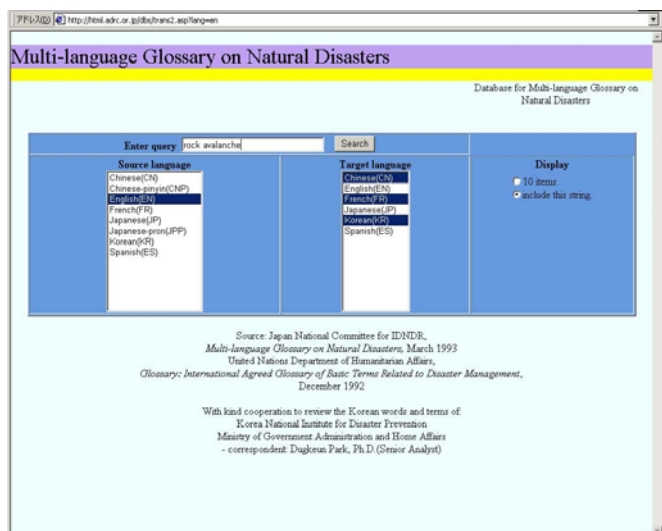 アドレス(D) http://html.adrc.or.jp/dbs/trans2.asp?lang=en
Multi-language Glossary on Natural Disasters
Database for Multi-language Glossary on
Natural Disasters
Enter query rock avalanche Search
Source language
Chinese(CN)
Chinese-pinyin(CNP)
English(EN)
French(FR)
Japanese(JP)
Japanese-pron(JPP)
Korean(KR)
Spanish(ES)
Target language
Chinese(CN)
English(EN)
French(FR)
Japanese(JP)
Korean(KR)
Spanish(ES)
Display
10 items.
include this string.
Source: Japan National Committee for IDNDR,
Multi-language Glossary on Natural Disasters, March 1993
United Nations Department of Humanitarian Affairs,
Glossary: International Agreed Glossary of Basic Terms Related to Disaster Management,
December 1992
With kind cooperation to review the Korean words and terms of
Korea National Institute for Disaster Prevention
Ministry of Government Administration and Home Affairs
- correspondent: Dugkeun Park, Ph.D.(Senior Analyst)